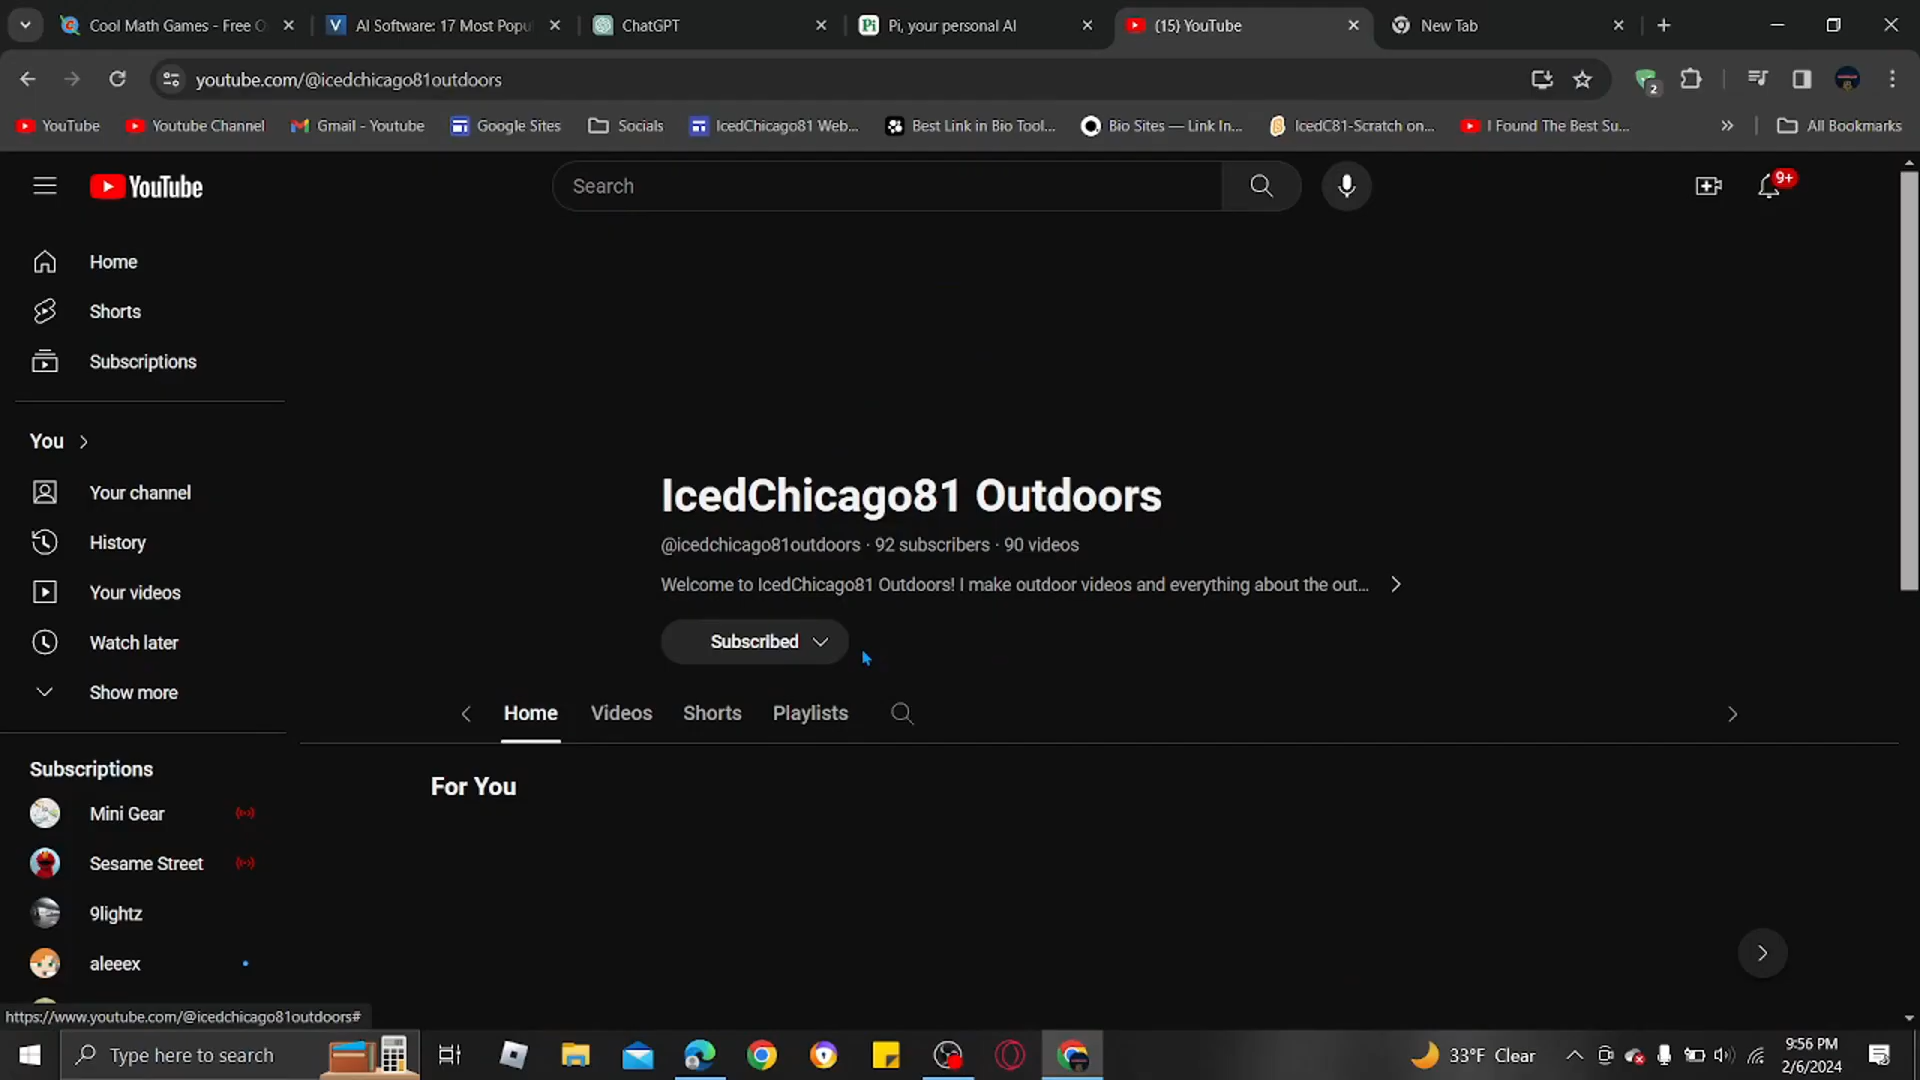 Cool Math Games - Free O
AI Software: 17 Most Popu
ChatGPT
Pi, your personal AI
(15) YouTube
New Tab
youtube.com/@icedchicago81outdoors
2
YouTube
Youtube Channel
Gmail - Youtube
Google Sites
Socials
IcedChicago81 Web...
Best Link in Bio Tool...
Bio Sites — Link In...
IcedC81-Scratch on...
I Found The Best Su...
All Bookmarks
YouTube
Search
9+
Home
Shorts
Subscriptions
You
Your channel
History
Your videos
Watch later
Show more
Subscriptions
Mini Gear
Sesame Street
9lightz
aleeex
IcedChicago81 Outdoors
@icedchicago81outdoors · 92 subscribers · 90 videos
Welcome to IcedChicago81 Outdoors! I make outdoor videos and everything about the out...
Subscribed
Home
Videos
Shorts
Playlists
For You
https://www.youtube.com/@icedchicago81outdoors#
Type here to search
33°F Clear
9:56 PM
2/6/2024